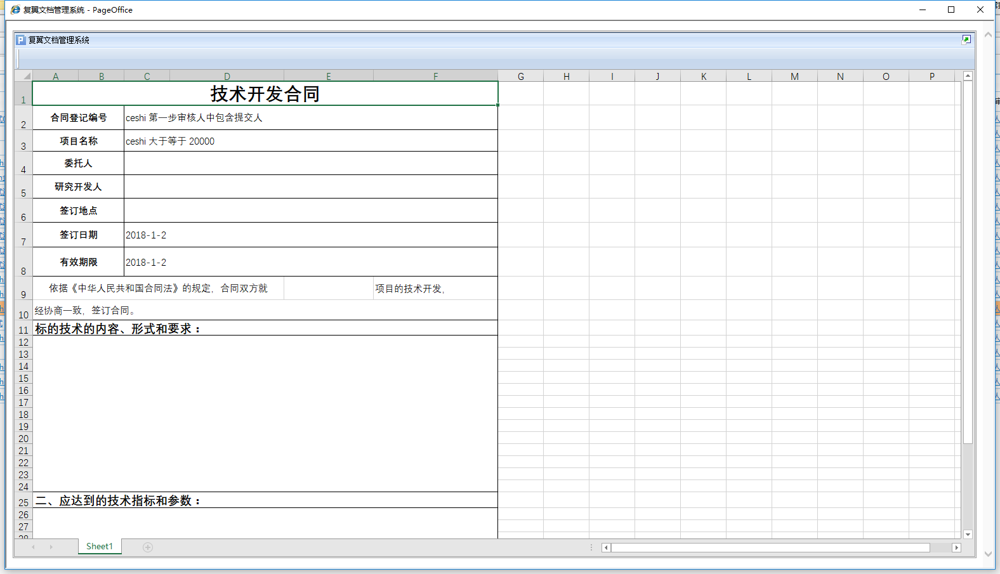 复翼文档管理系统 - PageOffice
复翼文档管理系统
A B C D E F G H I J K L M N O P
1 技术开发合同
2 合同登记编号 ceshi 第一步审核人中包含提交人
3 项目名称 ceshi 大于等于 20000
4 委托人
5 研究开发人
6 签订地点
7 签订日期 2018-1-2
8 有效期限 2018-1-2
9 依据《中华人民共和国合同法》的规定，合同双方就 项目的技术开发，
10 经协商一致，签订合同。
11 标的技术的内容、形式和要求：
12
13
14
15
16
17
18
19
20
21
22
23
24
25 二、应达到的技术指标和参数：
26
27
28
Sheet1